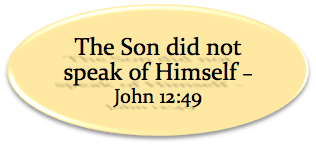 The Son did not
speak of Himself –
John 12:49